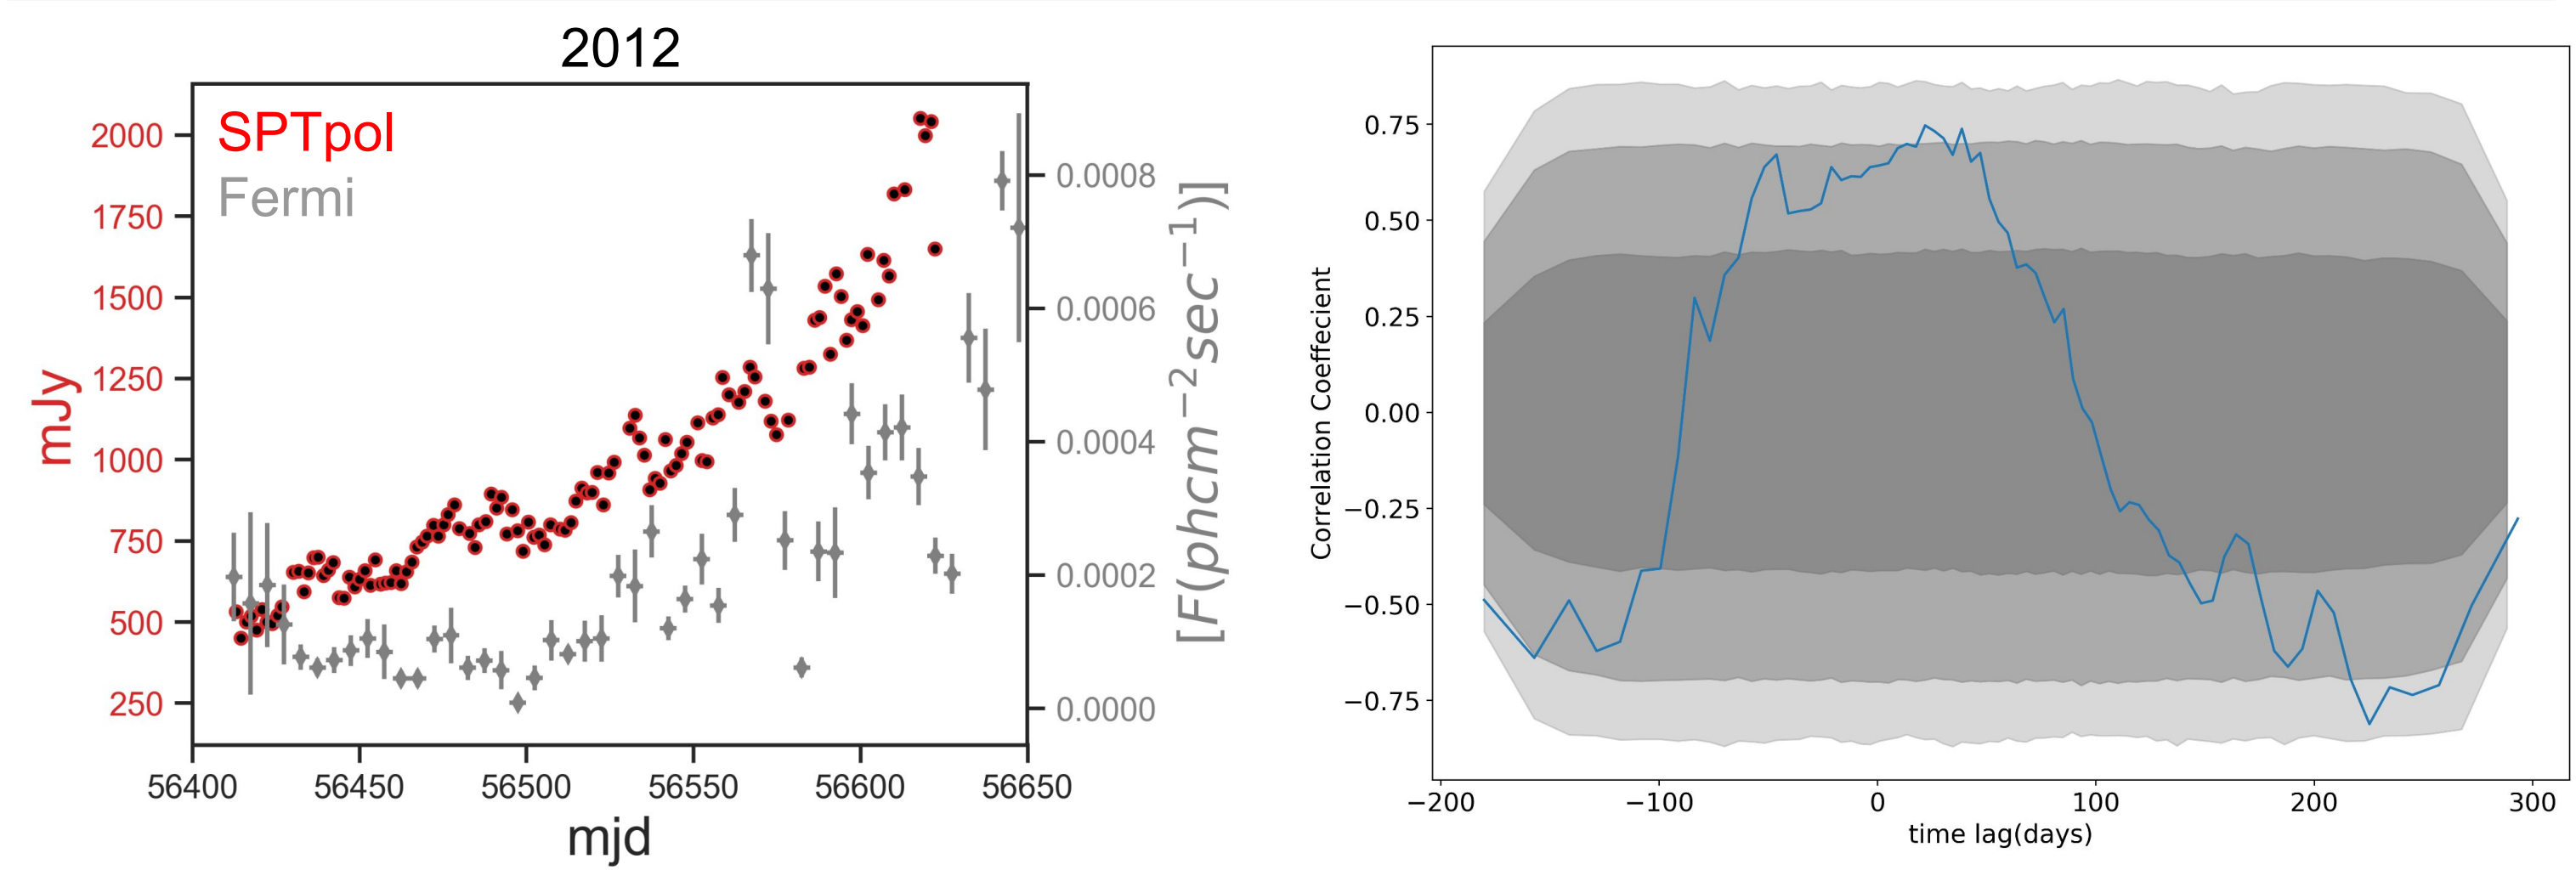 2012
SPTpol
Fermi
2000
1750
1500
1250
1000
750
500
250
mJy
0.0008
0.0006
0.0004
0.0002
0.0000
[F(phcm⁻²sec⁻¹)]
56400 56450 56500 56550 56600 56650
mjd
0.75
0.50
0.25
0.00
−0.25
−0.50
−0.75
Correlation Coeffecient
−200 −100 0 100 200 300
time lag(days)